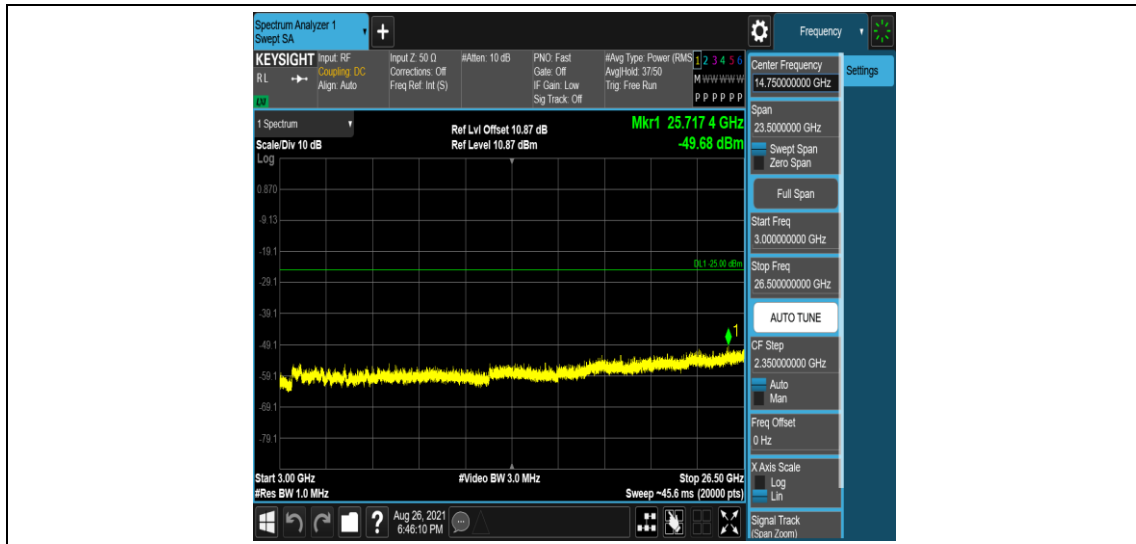 Spectrum Analyzer 1
Swept SA
+
Frequency
KEYSIGHT
RL
LXI
Input: RF
Coupling: DC
Align: Auto
Input Z: 50 Ω
Corrections: Off
Freq Ref: Int (S)
#Atten: 10 dB
PNO: Fast
Gate: Off
IF Gain: Low
Sig Track: Off
#Avg Type: Power (RMS
Avg|Hold: 37/50
Trig: Free Run
1 2 3 4 5 6
M W W W W W
P P P P P P
1 Spectrum
Scale/Div 10 dB
Ref Lvl Offset 10.87 dB
Ref Level 10.87 dBm
Mkr1 25.717 4 GHz
-49.68 dBm
Log
0.870
-9.13
-19.1
DL1 -25.00 dBm
-29.1
-39.1
1
-49.1
-59.1
-69.1
-79.1
Start 3.00 GHz
#Video BW 3.0 MHz
Stop 26.50 GHz
#Res BW 1.0 MHz
Sweep ~45.6 ms (20000 pts)
?
Aug 26, 2021
6:46:10 PM
Center Frequency
14.750000000 GHz
Settings
Span
23.5000000 GHz
Swept Span
Zero Span
Full Span
Start Freq
3.000000000 GHz
Stop Freq
26.500000000 GHz
AUTO TUNE
CF Step
2.350000000 GHz
Auto
Man
Freq Offset
0 Hz
X Axis Scale
Log
Lin
Signal Track
(Span Zoom)